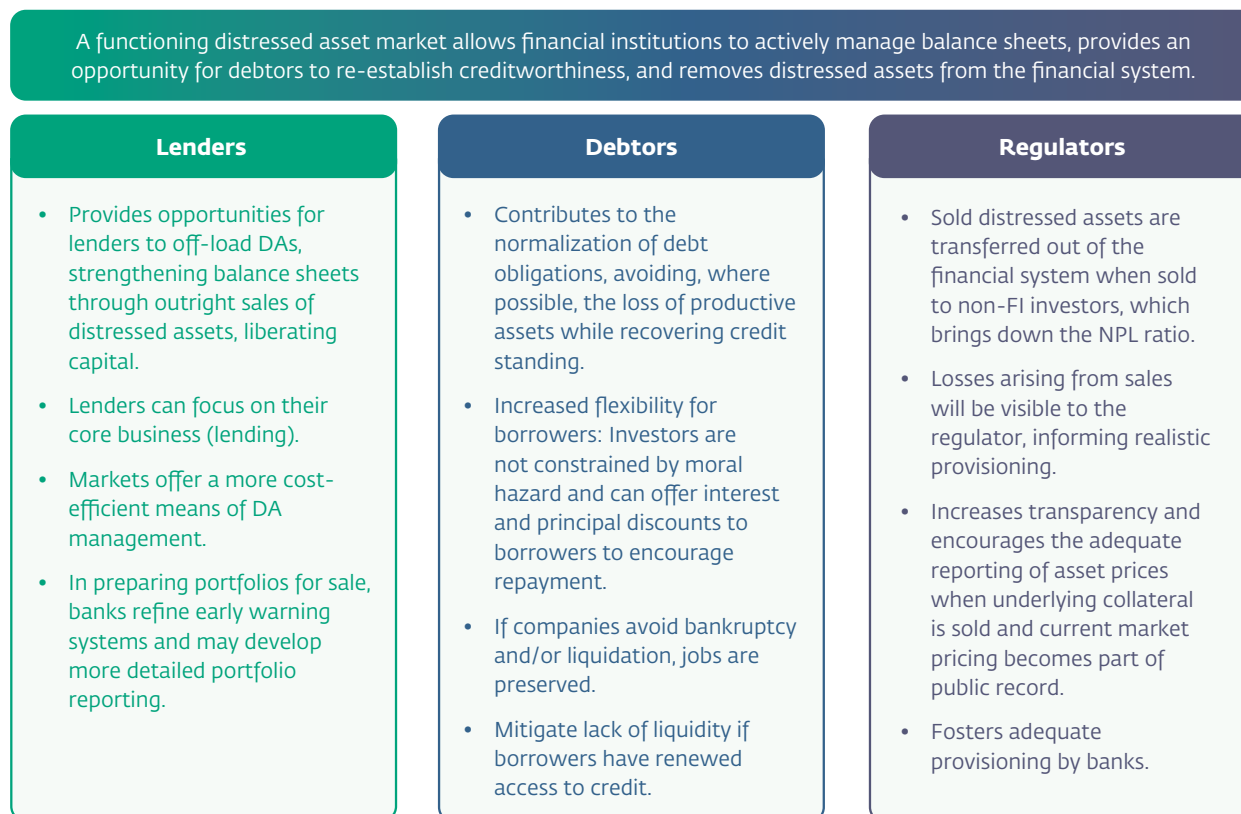 A functioning distressed asset market allows financial institutions to actively manage balance sheets, provides an
opportunity for debtors to re-establish creditworthiness, and removes distressed assets from the financial system.
Lenders
• Provides opportunities for
lenders to off-load DAs,
strengthening balance sheets
through outright sales of
distressed assets, liberating
capital.
• Lenders can focus on their
core business (lending).
• Markets offer a more cost-
efficient means of DA
management.
• In preparing portfolios for sale,
banks refine early warning
systems and may develop
more detailed portfolio
reporting.
Debtors
• Contributes to the
normalization of debt
obligations, avoiding, where
possible, the loss of productive
assets while recovering credit
standing.
• Increased flexibility for
borrowers: Investors are
not constrained by moral
hazard and can offer interest
and principal discounts to
borrowers to encourage
repayment.
• If companies avoid bankruptcy
and/or liquidation, jobs are
preserved.
• Mitigate lack of liquidity if
borrowers have renewed
access to credit.
Regulators
• Sold distressed assets are
transferred out of the
financial system when sold
to non-FI investors, which
brings down the NPL ratio.
• Losses arising from sales
will be visible to the
regulator, informing realistic
provisioning.
• Increases transparency and
encourages the adequate
reporting of asset prices
when underlying collateral
is sold and current market
pricing becomes part of
public record.
• Fosters adequate
provisioning by banks.